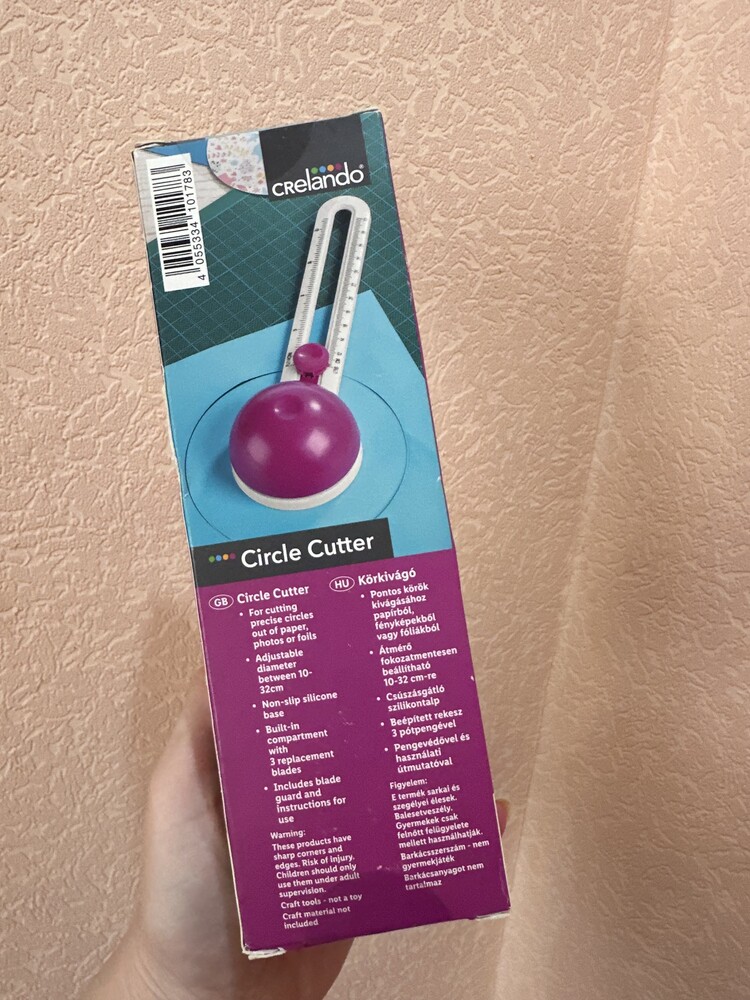 crelando®
4 055334 101783
Circle Cutter
GB Circle Cutter
• For cutting
precise circles
out of paper,
photos or foils
• Adjustable
diameter
between 10-
32cm
• Non-slip silicone
base
• Built-in
compartment
with
3 replacement
blades
• Includes blade
guard and
instructions for
use
Warning:
These products have
sharp corners and
edges. Risk of injury.
Children should only
use them under adult
supervision.
Craft tools - not a toy
Craft material not
included
HU Körkivágó
• Pontos körök
kivágásához
papírból,
fényképekből
vagy fóliákból
• Átmérő
fokozatmentesen
beállítható
10-32 cm-re
• Csúszásgátló
szilikontalp
• Beépített rekesz
3 pótpengével
• Pengevédővel és
használati
útmutatóval
Figyelem:
E termék sarkai és
szegélyei élesek.
Balesetveszély.
Gyermekek csak
felnőtt felügyelete
mellett használhatják.
Barkácsszerszám - nem
gyermekjáték
Barkácsanyagot nem
tartalmaz